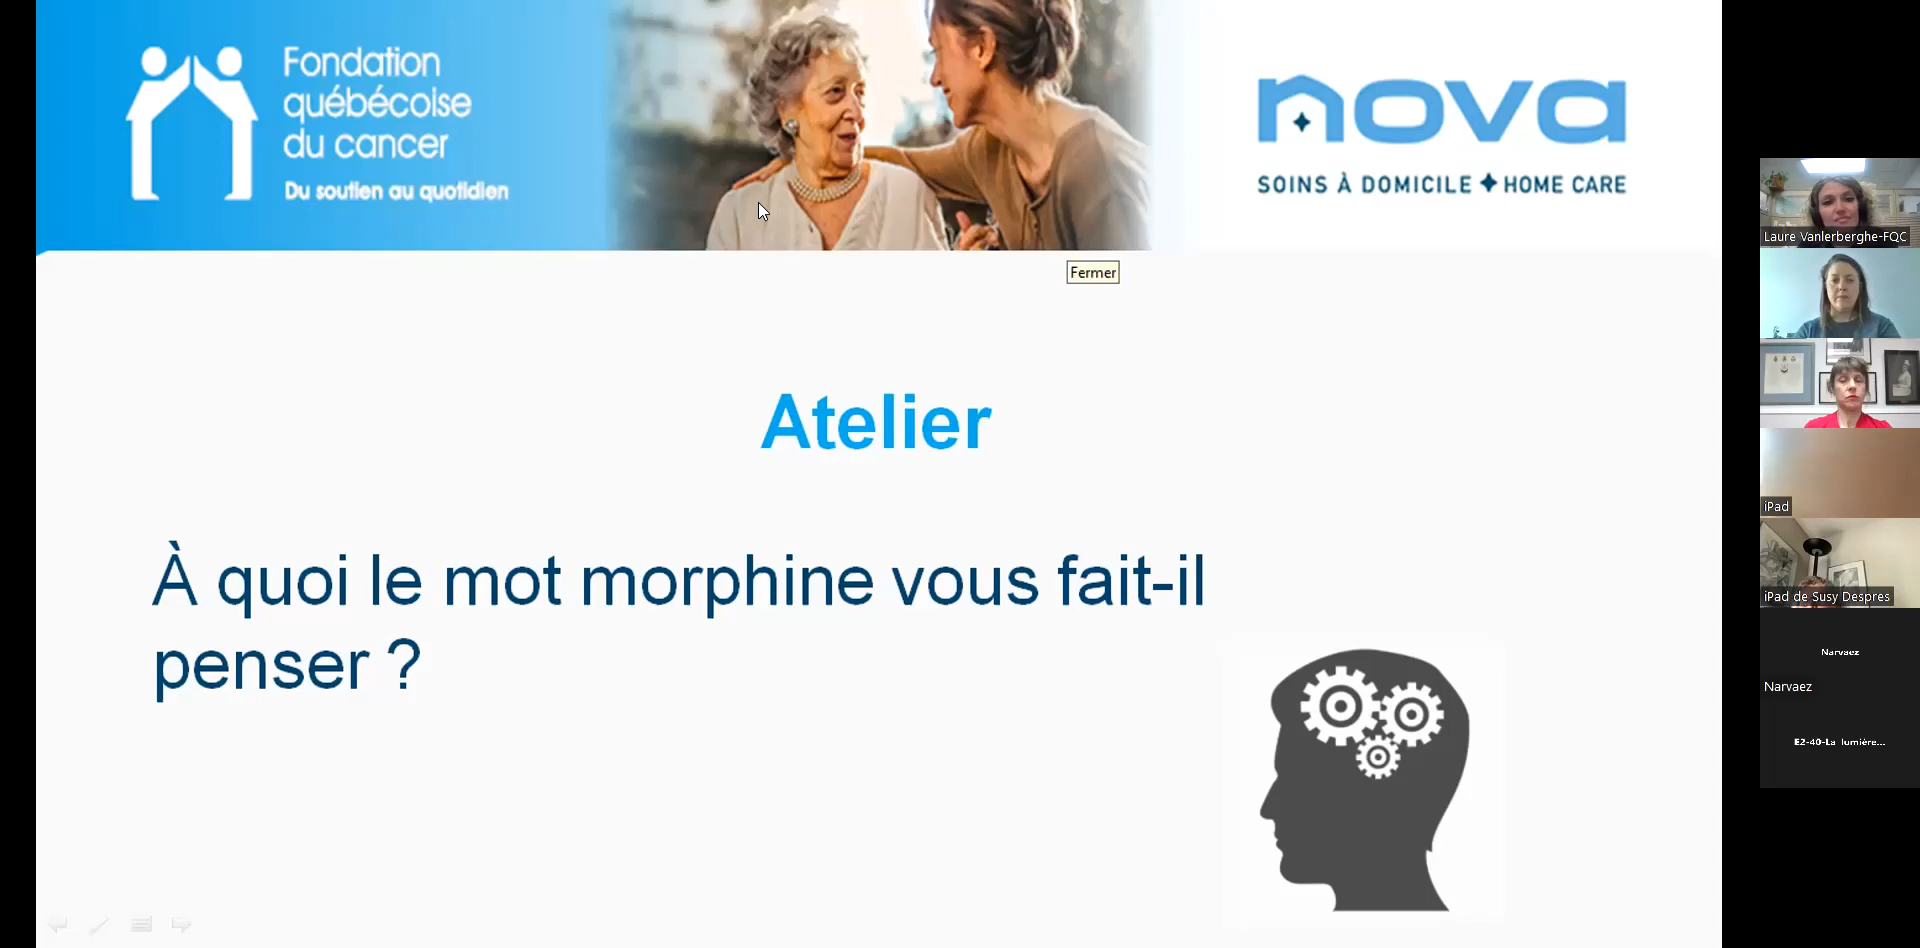 Fondation
québécoise
du cancer
Du soutien au quotidien
nova
SOINS À DOMICILE HOME CARE
Fermer
Atelier
À quoi le mot morphine vous fait-il
penser ?
Laure Vanlerberghe-FQC
iPad
iPad de Susy Despres
Narvaez
Narvaez
E2-40-La lumière...